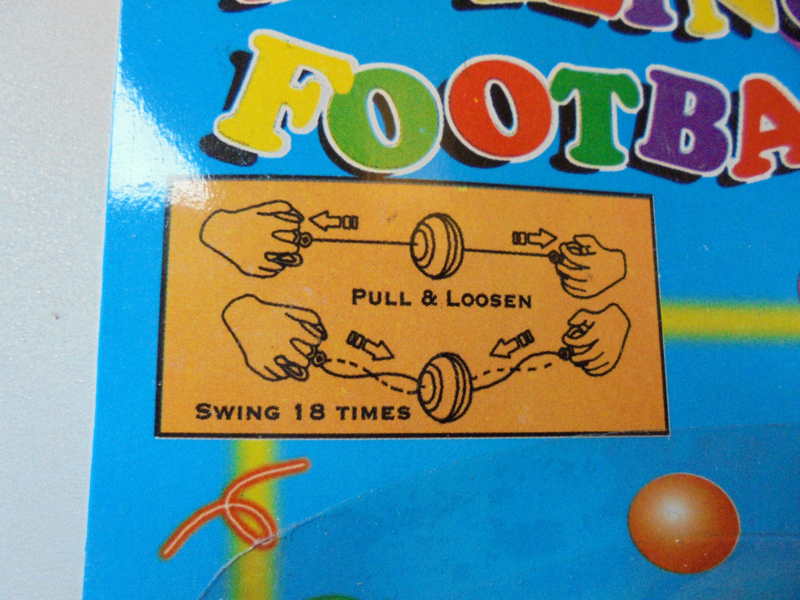 FOOTBA
PULL & LOOSEN
SWING 18 TIMES